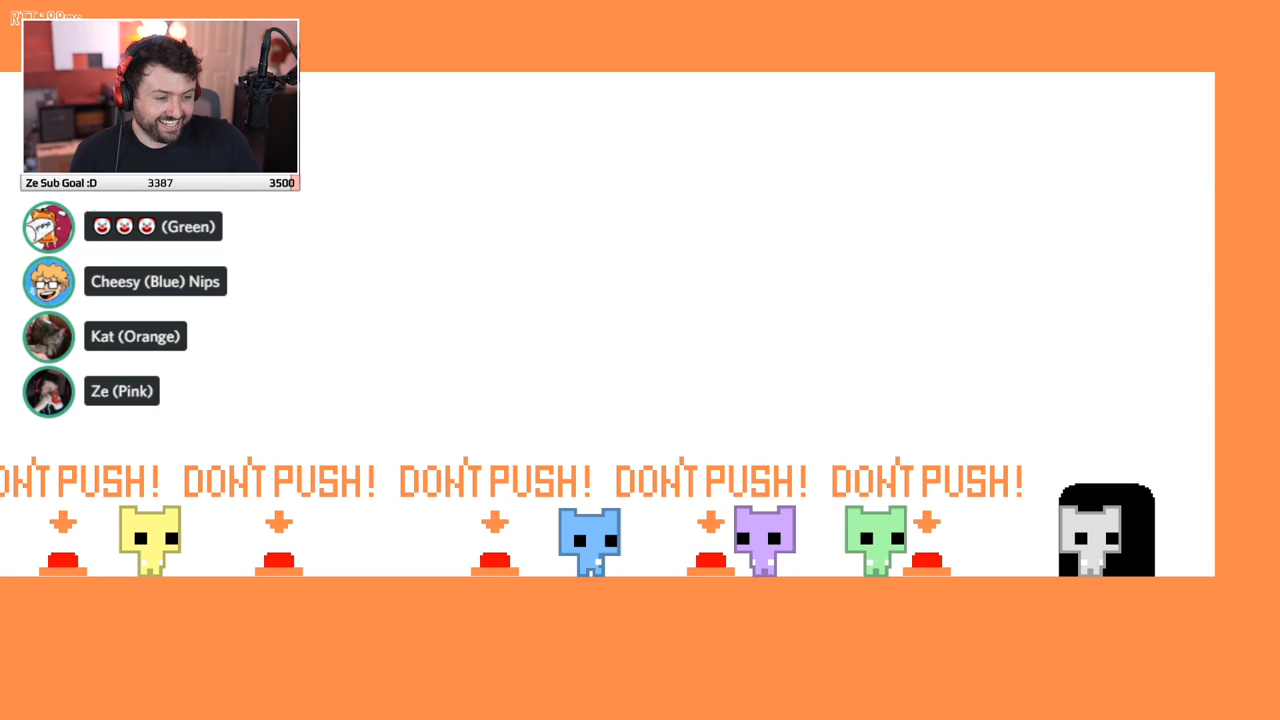 Ze Sub Goal :D 3387 3500
🤡🤡🤡 (Green)
Cheesy (Blue) Nips
Kat (Orange)
Ze (Pink)
ON'T PUSH! DON'T PUSH! DON'T PUSH! DON'T PUSH! DON'T PUSH!